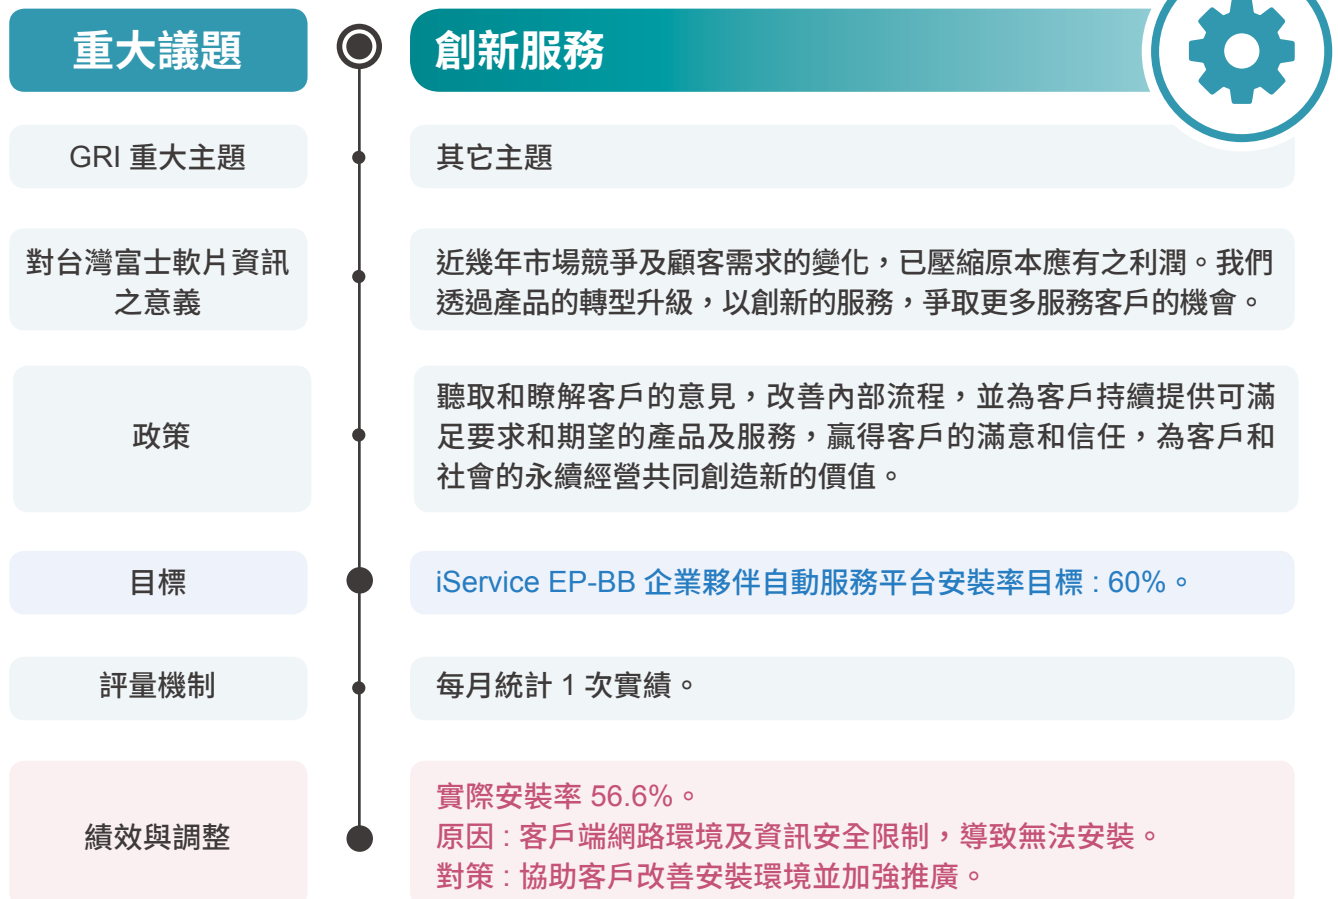 重大議題
創新服務
GRI 重大主題
其它主題
對台灣富士軟片資訊
之意義
近幾年市場競爭及顧客需求的變化，已壓縮原本應有之利潤。我們
透過產品的轉型升級，以創新的服務，爭取更多服務客戶的機會。
政策
聽取和瞭解客戶的意見，改善內部流程，並為客戶持續提供可滿
足要求和期望的產品及服務，贏得客戶的滿意和信任，為客戶和
社會的永續經營共同創造新的價值。
目標
iService EP-BB 企業夥伴自動服務平台安裝率目標 : 60%。
評量機制
每月統計 1 次實績。
績效與調整
實際安裝率 56.6%。
原因 : 客戶端網路環境及資訊安全限制，導致無法安裝。
對策 : 協助客戶改善安裝環境並加強推廣。